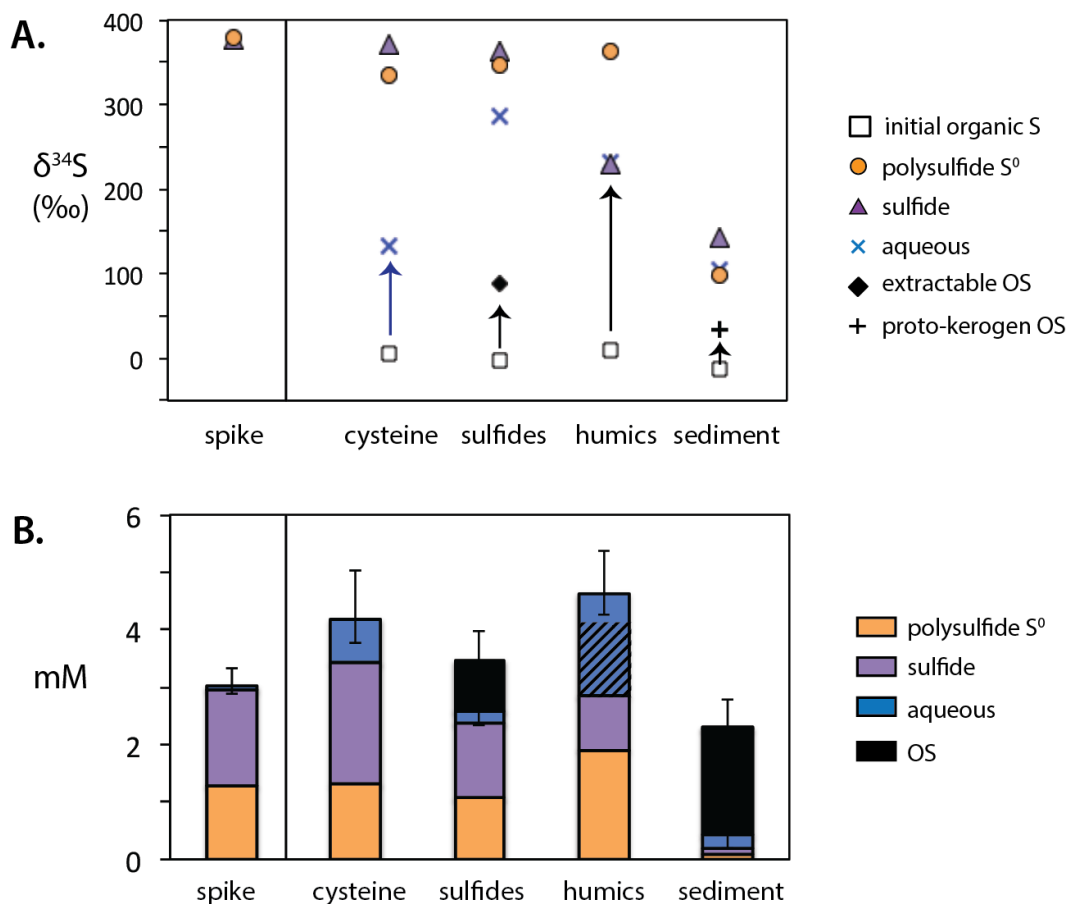 A.
400
300
200
100
0
δ³⁴S
(‰)
spike
cysteine
sulfides
humics
sediment
initial organic S
polysulfide S⁰
sulfide
aqueous
extractable OS
proto-kerogen OS
B.
6
4
2
0
mM
spike
cysteine
sulfides
humics
sediment
polysulfide S⁰
sulfide
aqueous
OS